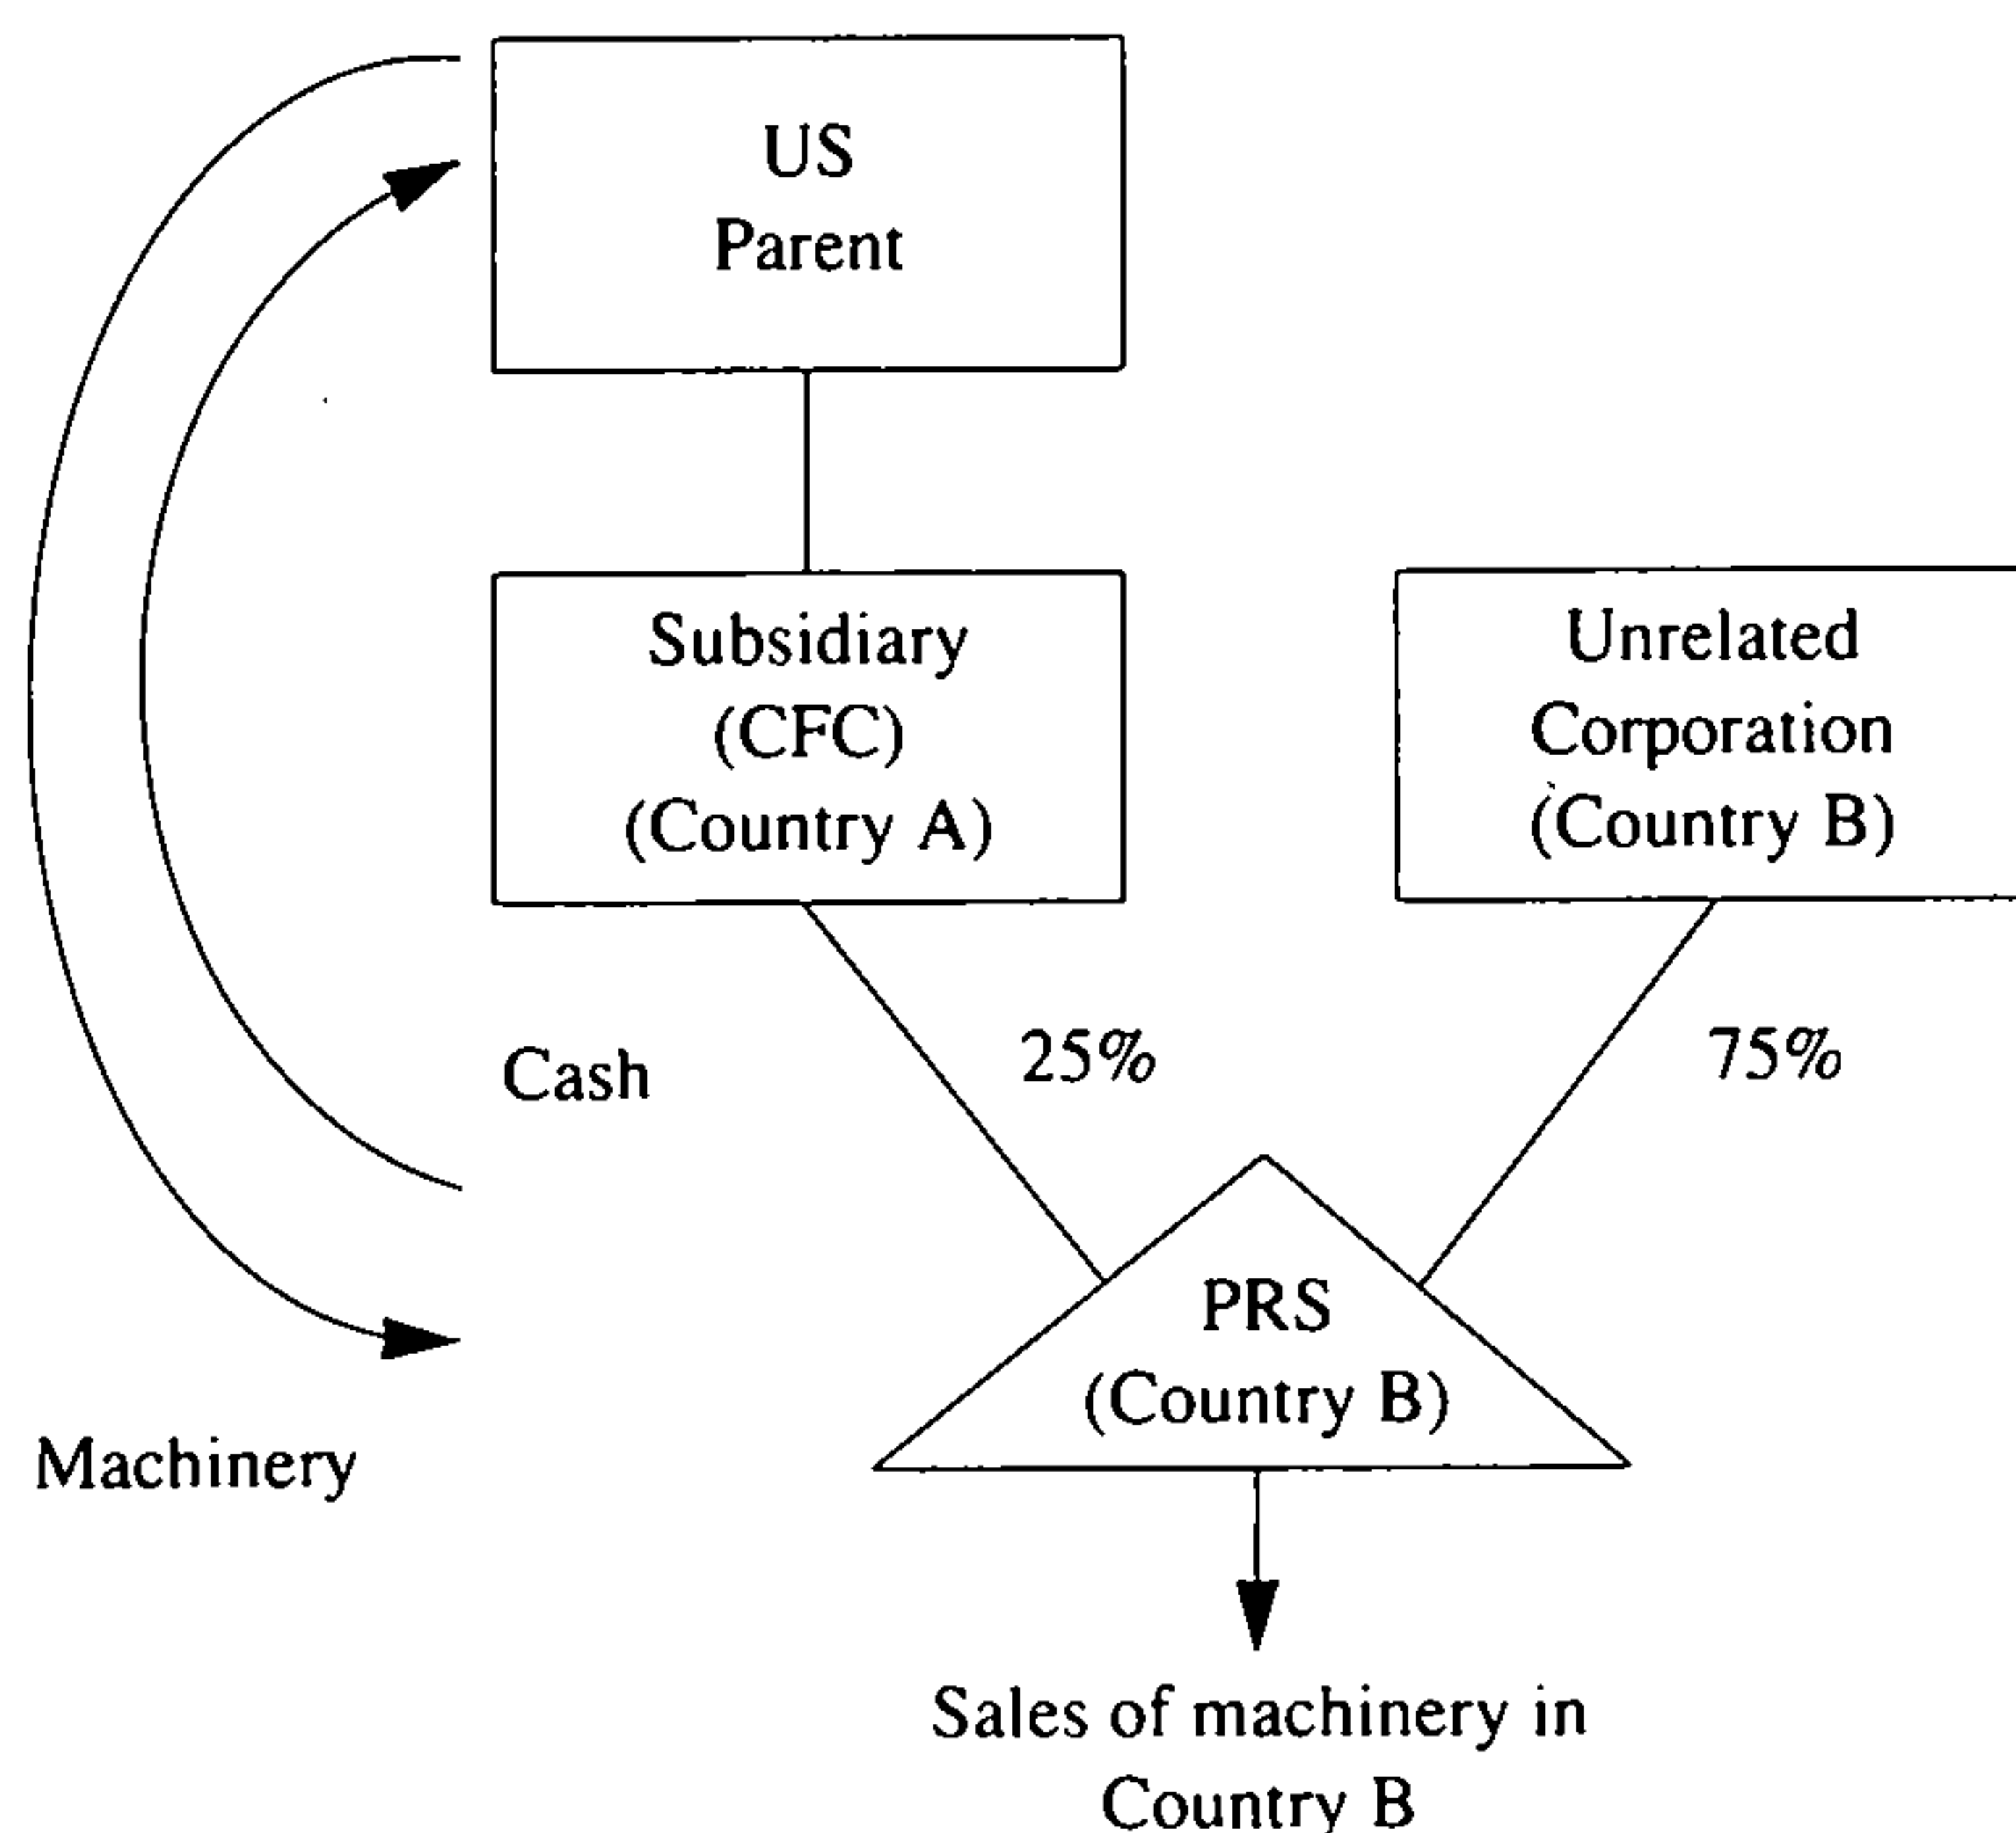 US
Parent
Subsidiary
(CFC)
(Country A)
Unrelated
Corporation
(Country B)
Cash
25%
75%
PRS
(Country B)
Machinery
Sales of machinery in
Country B